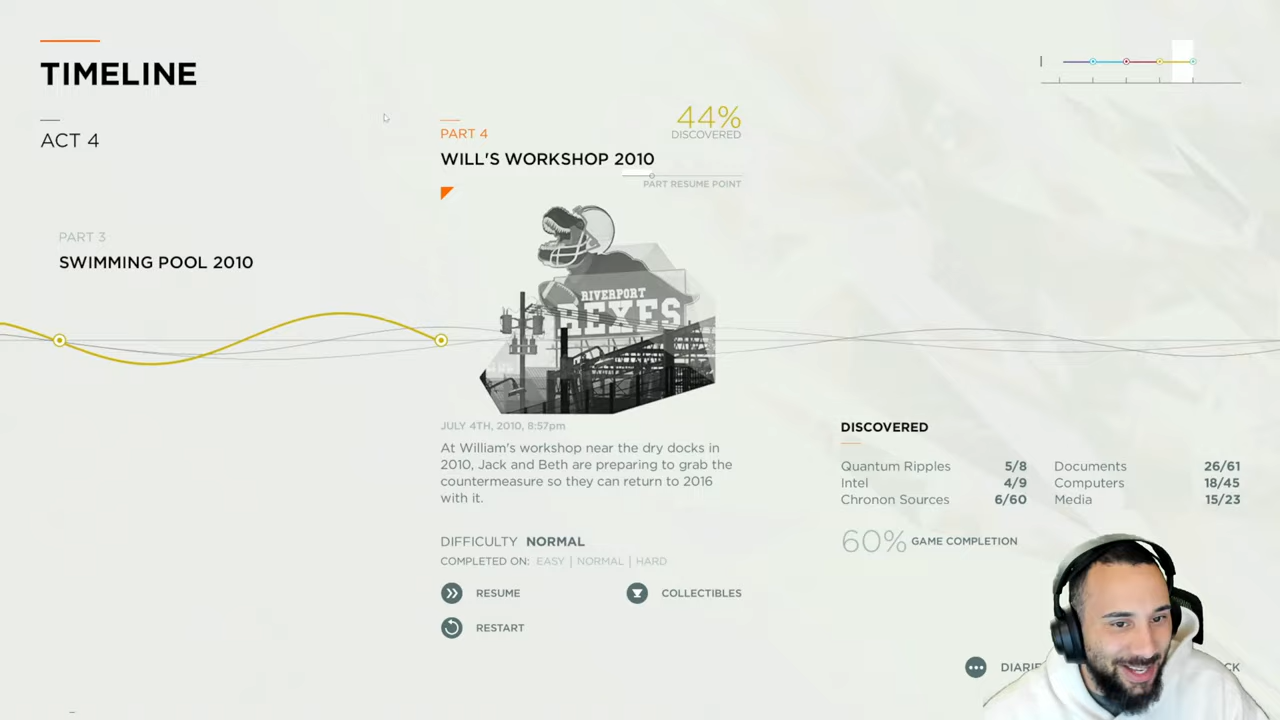 TIMELINE
ACT 4
PART 3
SWIMMING POOL 2010
PART 4
44%
DISCOVERED
WILL'S WORKSHOP 2010
PART RESUME POINT
RIVERPORT
REXES
JULY 4TH, 2010, 8:57pm
At William's workshop near the dry docks in
2010, Jack and Beth are preparing to grab the
countermeasure so they can return to 2016
with it.
DIFFICULTY NORMAL
COMPLETED ON: EASY | NORMAL | HARD
RESUME
COLLECTIBLES
RESTART
DISCOVERED
Quantum Ripples 5/8 Documents 26/61
Intel 4/9 Computers 18/45
Chronon Sources 6/60 Media 15/23
60% GAME COMPLETION